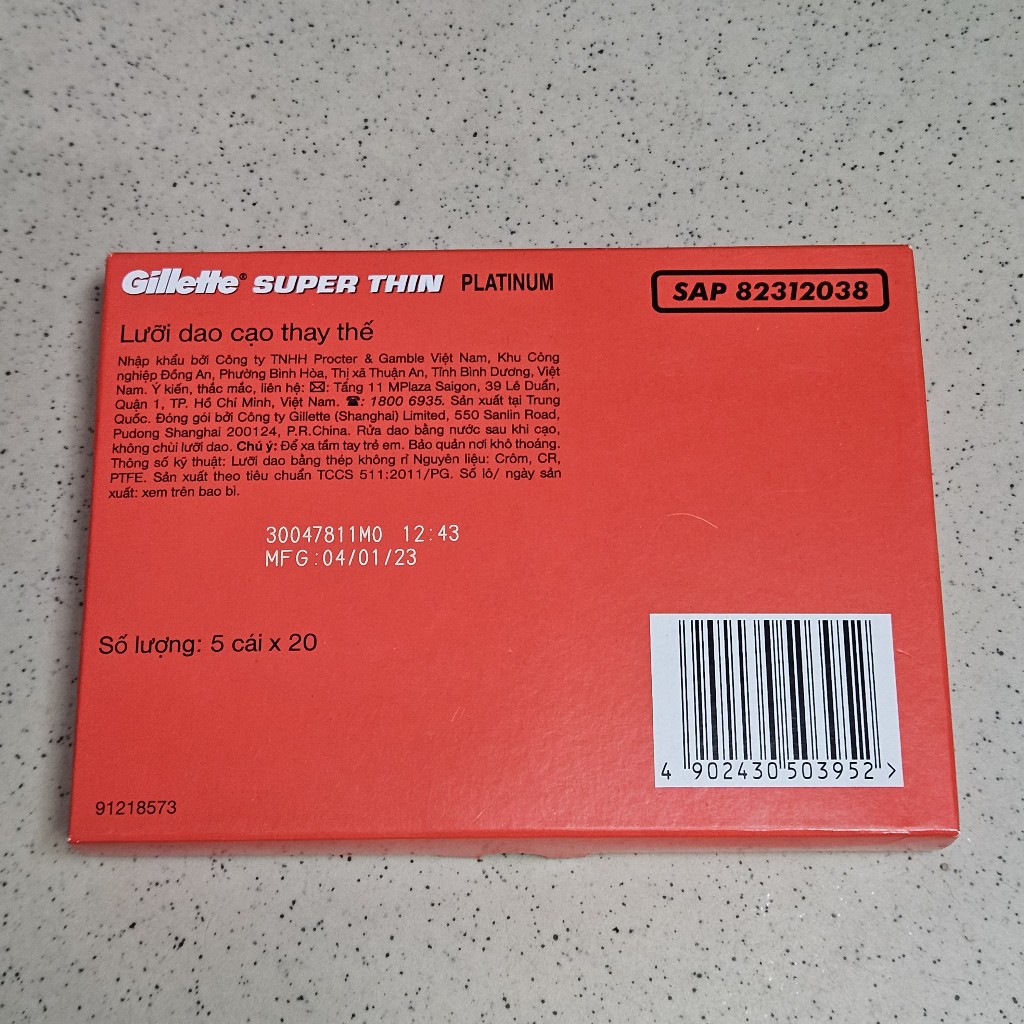 Gillette® SUPER THIN PLATINUM
SAP 82312038
Lưỡi dao cạo thay thế
Nhập khẩu bởi Công ty TNHH Procter & Gamble Việt Nam, Khu Công
nghiệp Đồng An, Phường Bình Hòa, Thị xã Thuận An, Tỉnh Bình Dương, Việt
Nam. Ý kiến, thắc mắc, liên hệ: ✉: Tầng 11 MPlaza Saigon, 39 Lê Duẩn,
Quận 1, TP. Hồ Chí Minh, Việt Nam. ☎: 1800 6935. Sản xuất tại Trung
Quốc. Đóng gói bởi Công ty Gillette (Shanghai) Limited, 550 Sanlin Road,
Pudong Shanghai 200124, P.R.China. Rửa dao bằng nước sau khi cạo,
không chùi lưỡi dao. Chú ý: Để xa tầm tay trẻ em. Bảo quản nơi khô thoáng.
Thông số kỹ thuật: Lưỡi dao bằng thép không rỉ Nguyên liệu: Crôm, CR,
PTFE. Sản xuất theo tiêu chuẩn TCCS 511:2011/PG. Số lô/ ngày sản
xuất: xem trên bao bì.
30047811M0 12:43
MFG:04/01/23
Số lượng: 5 cái x 20
4 902430 503952 >
91218573